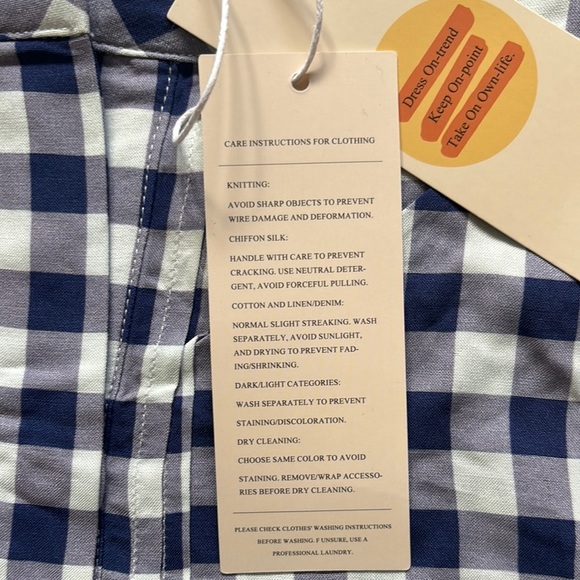 Dress On-trend
Keep On-point
Take On Own-life.
CARE INSTRUCTIONS FOR CLOTHING
KNITTING:
AVOID SHARP OBJECTS TO PREVENT
WIRE DAMAGE AND DEFORMATION.
CHIFFON SILK:
HANDLE WITH CARE TO PREVENT
CRACKING. USE NEUTRAL DETER-
GENT, AVOID FORCEFUL PULLING.
COTTON AND LINEN/DENIM:
NORMAL SLIGHT STREAKING. WASH
SEPARATELY, AVOID SUNLIGHT,
AND DRYING TO PREVENT FAD-
ING/SHRINKING.
DARK/LIGHT CATEGORIES:
WASH SEPARATELY TO PREVENT
STAINING/DISCOLORATION.
DRY CLEANING:
CHOOSE SAME COLOR TO AVOID
STAINING. REMOVE/WRAP ACCESSO-
RIES BEFORE DRY CLEANING.
PLEASE CHECK CLOTHES' WASHING INSTRUCTIONS
BEFORE WASHING. F UNSURE, USE A
PROFESSIONAL LAUNDRY.